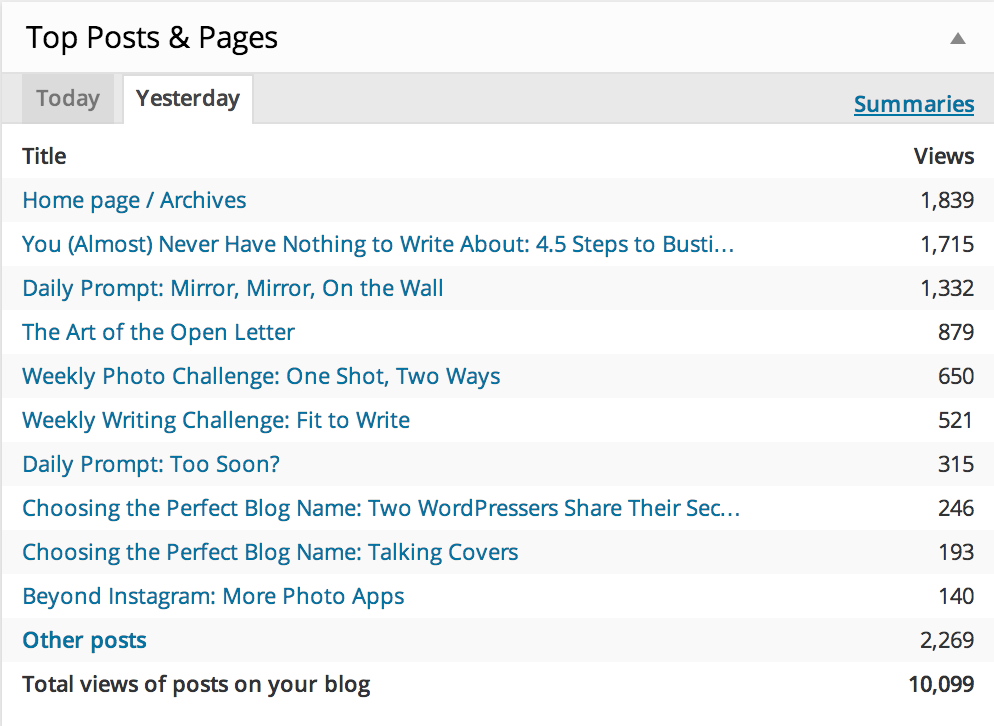 Top Posts & Pages
Today Yesterday Summaries
Title Views
Home page / Archives 1,839
You (Almost) Never Have Nothing to Write About: 4.5 Steps to Busti... 1,715
Daily Prompt: Mirror, Mirror, On the Wall 1,332
The Art of the Open Letter 879
Weekly Photo Challenge: One Shot, Two Ways 650
Weekly Writing Challenge: Fit to Write 521
Daily Prompt: Too Soon? 315
Choosing the Perfect Blog Name: Two WordPressers Share Their Sec... 246
Choosing the Perfect Blog Name: Talking Covers 193
Beyond Instagram: More Photo Apps 140
Other posts 2,269
Total views of posts on your blog 10,099